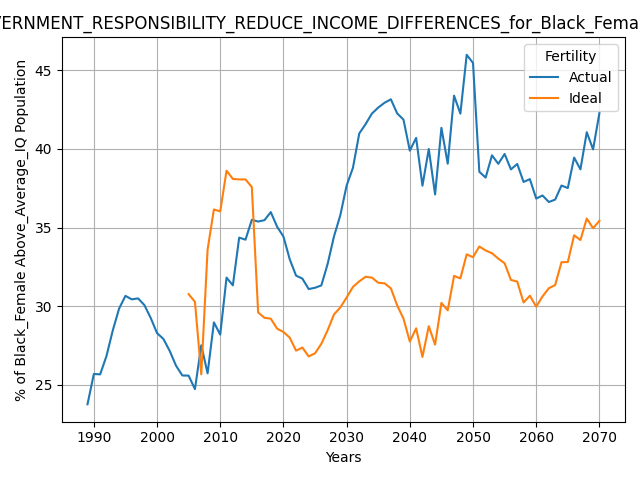 VERNMENT_RESPONSIBILITY_REDUCE_INCOME_DIFFERENCES_for_Black_Fema
Fertility
Actual
Ideal
% of Black_Female Above_Average_IQ Population
45
40
35
30
25
1990 2000 2010 2020 2030 2040 2050 2060 2070
Years